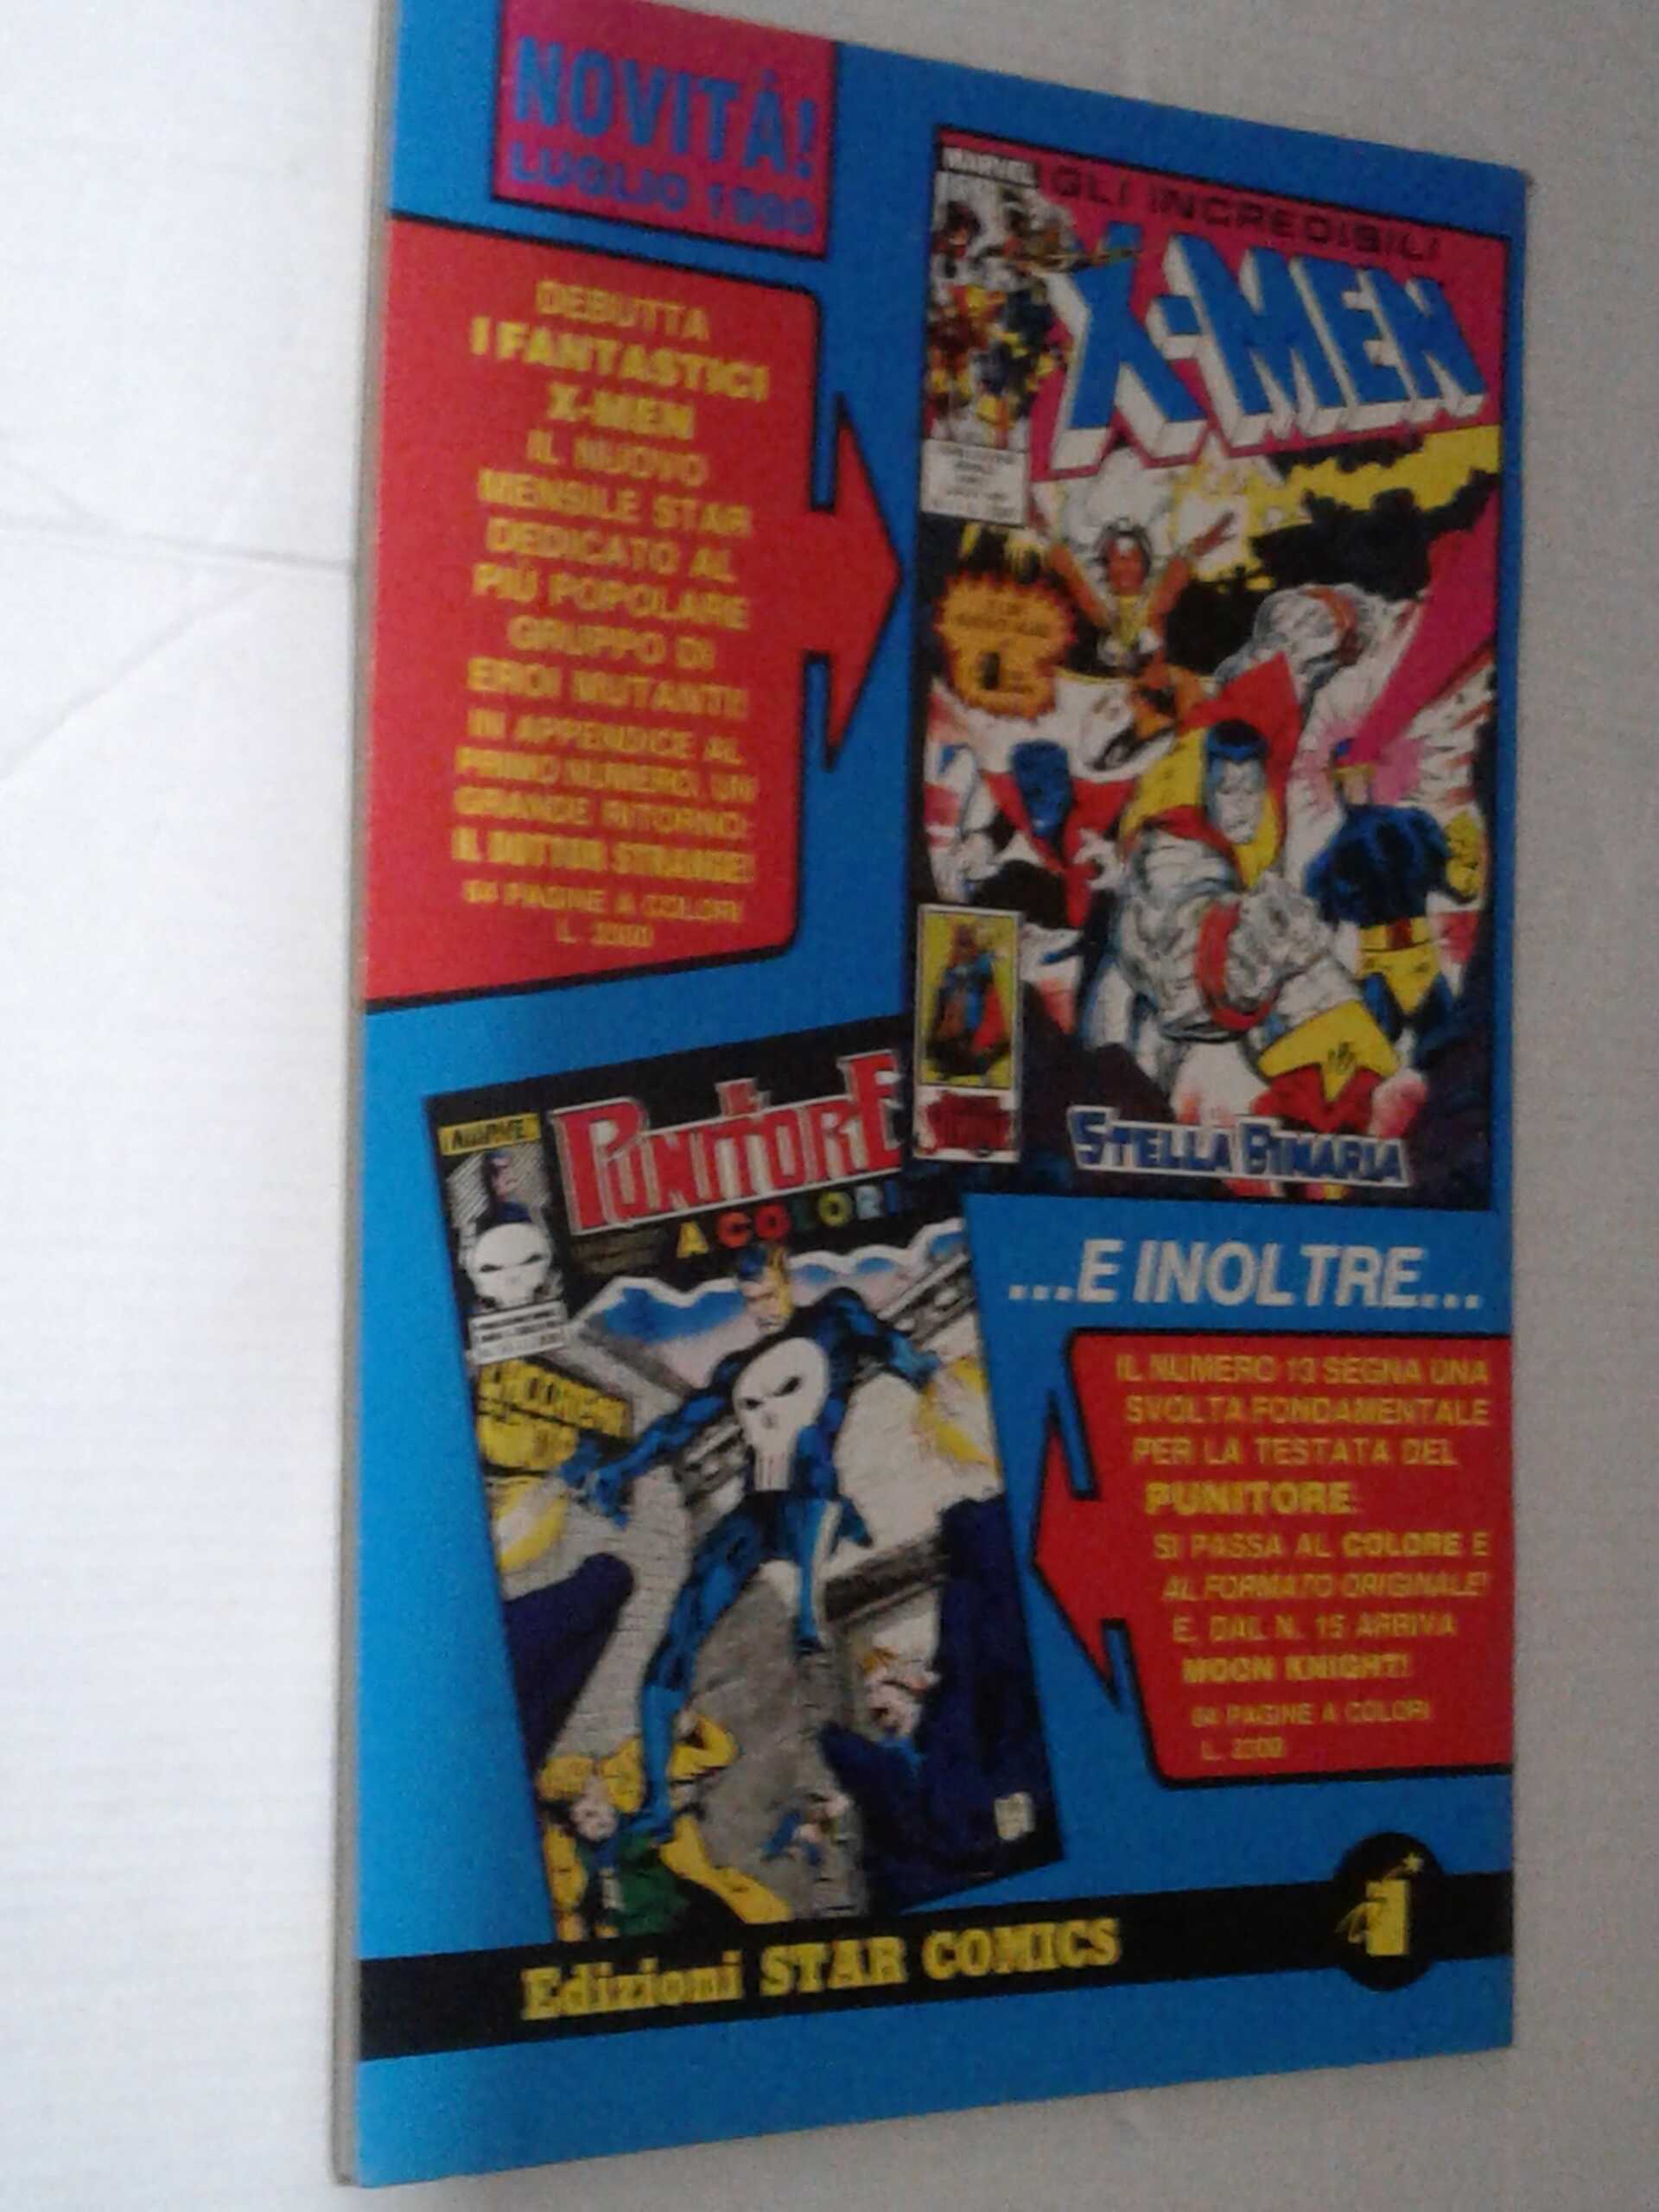 NOVITÀ!
LUGLIO 1990
DEBUTTA
I FANTASTICI
X-MEN
IL NUOVO
MENSILE STAR
DEDICATO AL
PIÙ POPOLARE
GRUPPO DI
EROI MUTANTI!
IN APPENDICE AL
PRIMO NUMERO, UN
GRANDE RITORNO:
IL DOTTOR STRANGE!
64 PAGINE A COLORI
MARVEL
GLI INCREDIBILI
X-MEN
STELLA BINARIA
IL
PUNITORE
A COLORI
...E INOLTRE...
IL NUMERO 13 SEGNA UNA
SVOLTA FONDAMENTALE
PER LA TESTATA DEL
PUNITORE:
SI PASSA AL COLORE E
AL FORMATO ORIGINALE!
E, DAL N. 15 ARRIVA
MOON KNIGHT!
64 PAGINE A COLORI
Edizioni STAR COMICS